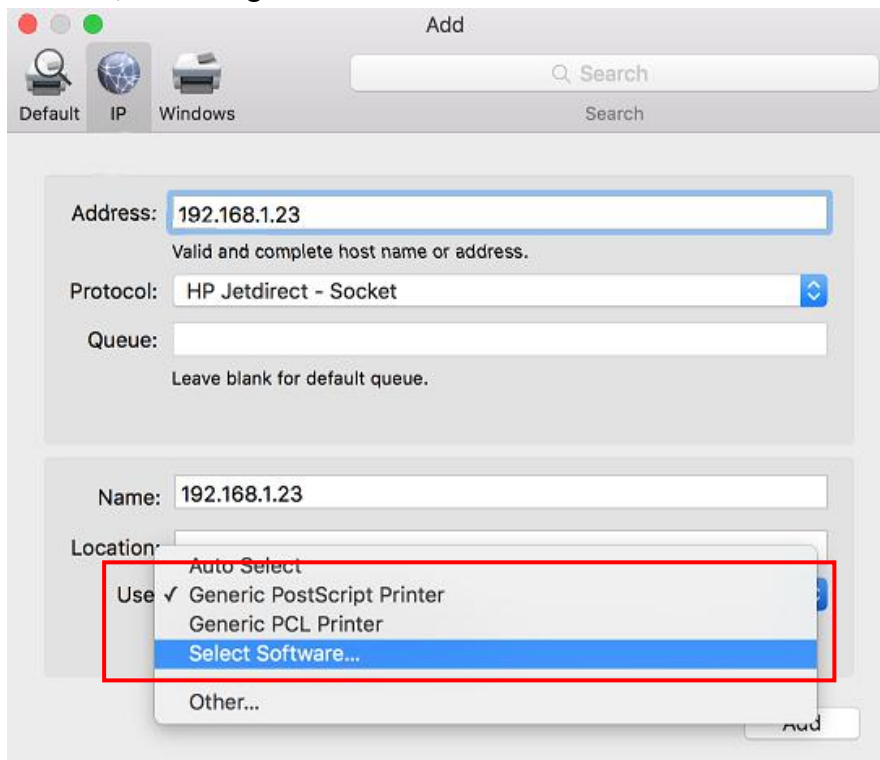 Add
Search
Default IP Windows Search
Address: 192.168.1.23
Valid and complete host name or address.
Protocol: HP Jetdirect - Socket
Queue:
Leave blank for default queue.
Name: 192.168.1.23
Location:
Auto Select
Use ✓ Generic PostScript Printer
Generic PCL Printer
Select Software...
Other...
Add